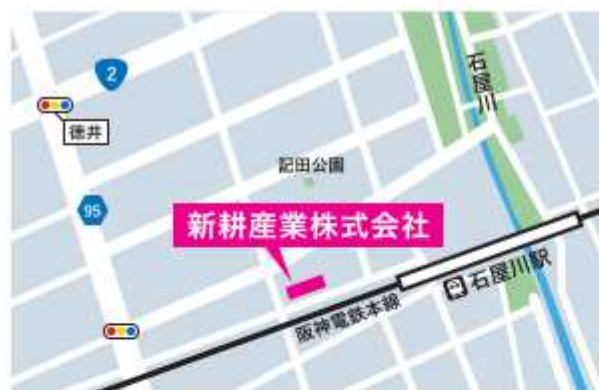 2
石屋川
徳井
記田公園
95
新耕産業株式会社
石屋川駅
阪神電鉄本線